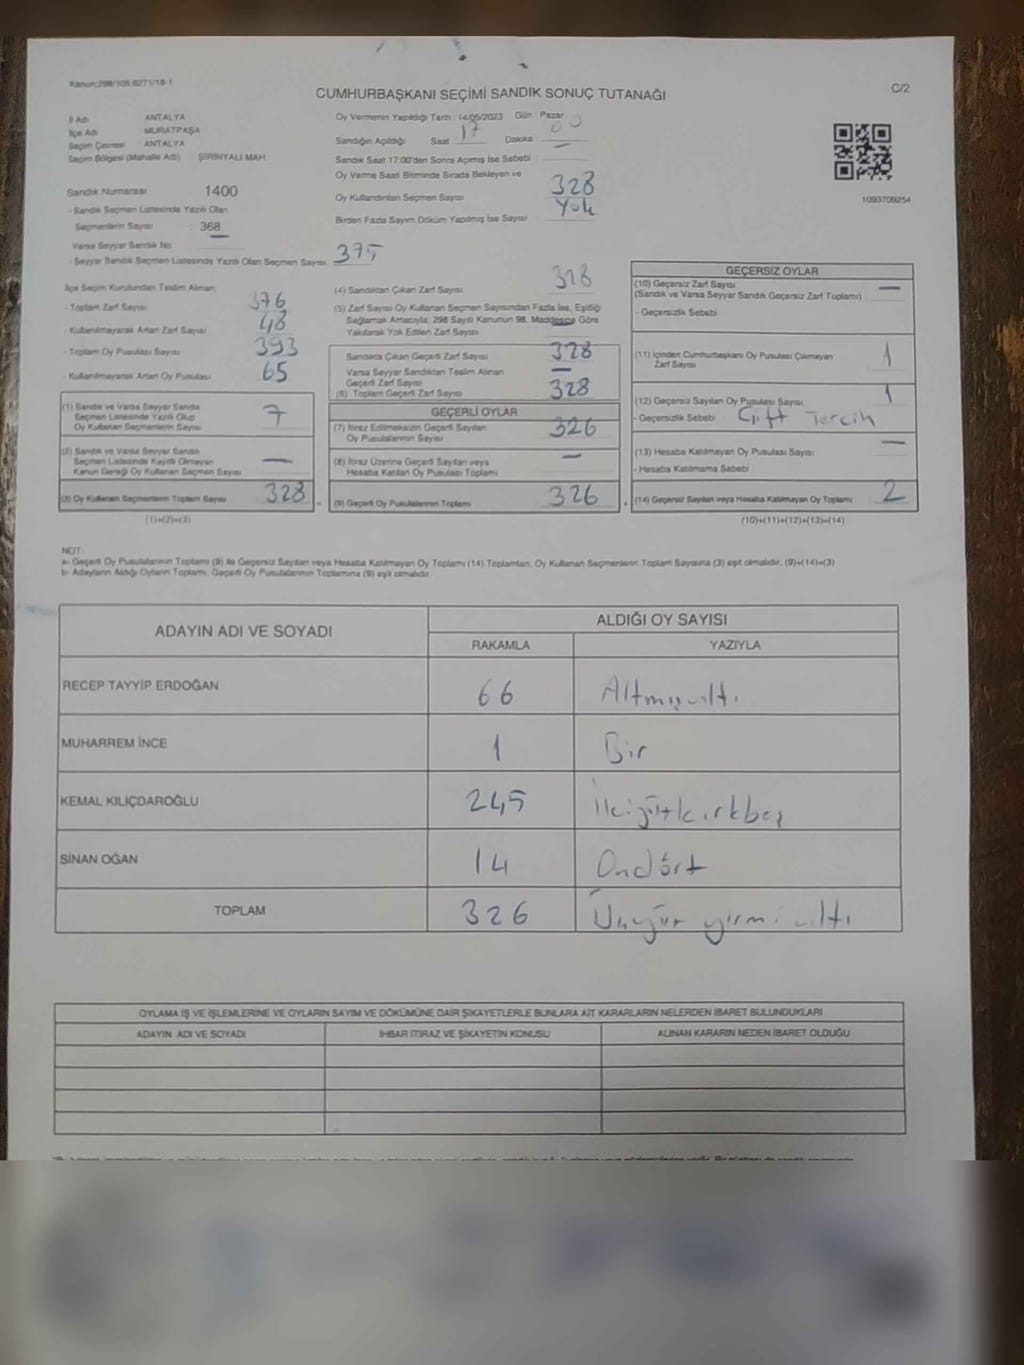 Kanun:298/105,6271/18-1
CUMHURBAŞKANI SEÇİMİ SANDIK SONUÇ TUTANAĞI
C/2
İl Adı ANTALYA
İlçe Adı MURATPAŞA
Seçim Çevresi ANTALYA
Seçim Bölgesi (Mahalle Adı) : ŞİRİNYALI MAH.
Sandık Numarası 1400
- Sandık Seçmen Listesinde Yazılı Olan
Seçmenlerin Sayısı : 368
Varsa Seyyar Sandık No
- Seyyar Sandık Seçmen Listesinde Yazılı Olan Seçmen Sayısı 375
Oy Vermenin Yapıldığı Tarih : 14/05/2023 Gün : Pazar
Sandığın Açıldığı Saat 17 Dakika 00
Sandık Saat 17:00'den Sonra Açımış İse Sebebi
Oy Verme Saati Bitiminde Sırada Bekleyen ve
Oy Kullandırılan Seçmen Sayısı 328
Birden Fazla Sayım Döküm Yapılmış İse Sayısı Yok
1093709254
İlçe Seçim Kurulundan Teslim Alınan;
- Toplam Zarf Sayısı 376
- Kullanılmayarak Artan Zarf Sayısı 48
- Toplam Oy Pusulası Sayısı 393
- Kullanılmayarak Artan Oy Pusulası 65
(1) Sandık ve Varsa Seyyar Sandık
Seçmen Listesinde Yazılı Olup
Oy Kullanan Seçmenlerin Sayısı 7
(2) Sandık ve Varsa Seyyar Sandık
Seçmen Listesinde Kayıtlı Olmayan
Kanun Gereği Oy Kullanan Seçmen Sayısı —
(3) Oy Kullanan Seçmenlerin Toplam Sayısı 328
(1)+(2)=(3)
(4) Sandıktan Çıkan Zarf Sayısı 328
(5) Zarf Sayısı Oy Kullanan Seçmen Sayısından Fazla İse, Eşitliği
Sağlamak Amacıyla, 298 Sayılı Kanunun 98. Maddesine Göre
Yakılarak Yok Edilen Zarf Sayısı
Sandıkta Çıkan Geçerli Zarf Sayısı 328
Varsa Seyyar Sandıktan Teslim Alınan
Geçerli Zarf Sayısı —
(6) Toplam Geçerli Zarf Sayısı 328
GEÇERLİ OYLAR
(7) İtiraz Edilmeksizin Geçerli Sayılan
Oy Pusulalarının Sayısı 326
(8) İtiraz Üzerine Geçerli Sayılan veya
Hesaba Katılan Oy Pusulası Toplamı —
(9) Geçerli Oy Pusulalarının Toplamı 326
GEÇERSİZ OYLAR
(10) Geçersiz Zarf Sayısı —
(Sandık ve Varsa Seyyar Sandık Geçersiz Zarf Toplamı)
- Geçersizlik Sebebi
(11) İçinden Cumhurbaşkanı Oy Pusulası Çıkmayan
Zarf Sayısı 1
(12) Geçersiz Sayılan Oy Pusulası Sayısı 1
- Geçersizlik Sebebi : Çift Tercih
(13) Hesaba Katılmayan Oy Pusulası Sayısı —
- Hesaba Katılmama Sebebi
(14) Geçersiz Sayılan veya Hesaba Katılmayan Oy Toplamı 2
(10)+(11)+(12)+(13)=(14)
NOT:
a- Geçerli Oy Pusulalarının Toplamı (9) ile Geçersiz Sayılan veya Hesaba Katılmayan Oy Toplamı (14) Toplamları, Oy Kullanan Seçmenlerin Toplam Sayısına (3) eşit olmalıdır. (9)+(14)=(3)
b- Adayların Aldığı Oyların Toplamı, Geçerli Oy Pusulalarının Toplamına (9) eşit olmalıdır.
ADAYIN ADI VE SOYADI ALDIĞI OY SAYISI
RAKAMLA YAZIYLA
RECEP TAYYİP ERDOĞAN 66 Altmışaltı
MUHARREM İNCE 1 Bir
KEMAL KILIÇDAROĞLU 245 İkiyüzkırkbeş
SİNAN OĞAN 14 Ondört
TOPLAM 326 Üçyüz yirmi altı
OYLAMA İŞ VE İŞLEMLERİNE VE OYLARIN SAYIM VE DÖKÜMÜNE DAİR ŞİKAYETLERLE BUNLARA AİT KARARLARIN NELERDEN İBARET BULUNDUKLARI
ADAYIN ADI VE SOYADI İHBAR İTİRAZ VE ŞİKAYETİN KONUSU ALINAN KARARIN NEDEN İBARET OLDUĞU